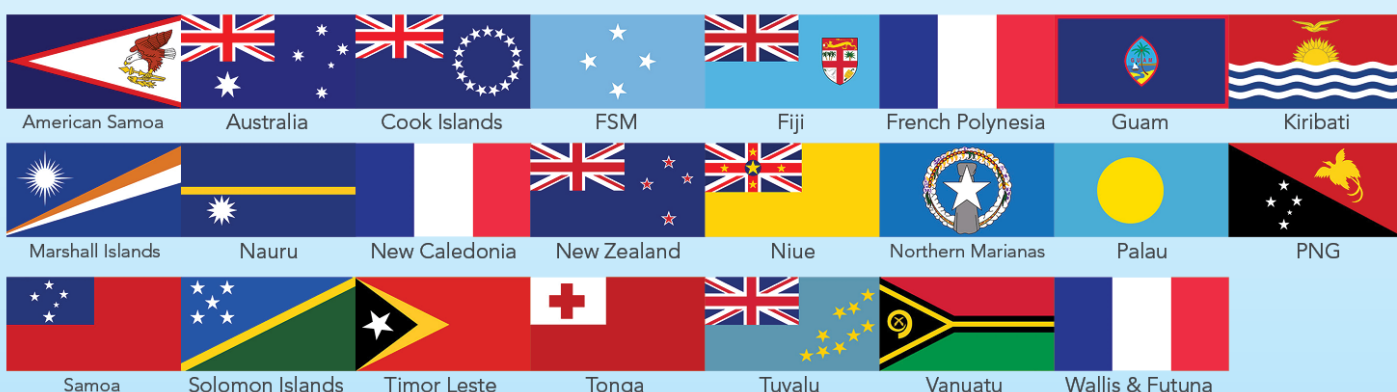 American Samoa Australia Cook Islands FSM Fiji French Polynesia Guam Kiribati
Marshall Islands Nauru New Caledonia New Zealand Niue Northern Marianas Palau PNG
Samoa Solomon Islands Timor Leste Tonga Tuvalu Vanuatu Wallis & Futuna